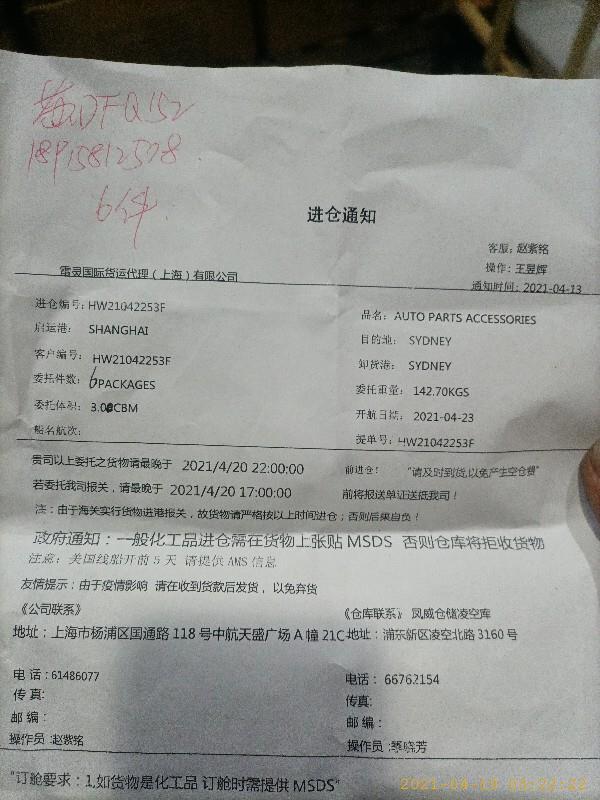 18915812578
6件
进仓通知
客服:赵紫铭
操作:王昱辉
通知时间:2021-04-13
雷灵国际货运代理(上海)有限公司
进仓编号:HW21042253F
品名: AUTO PARTS ACCESSORIES
启运港: SHANGHAI
目的地: SYDNEY
客户编号: HW21042253F
卸货港: SYDNEY
委托件数: 6PACKAGES
委托重量: 142.70KGS
委托体积: CBM
开航日期: 2021-04-23
船名航次:
提单号: HW21042253F
贵司以上委托之货物请最晚于 2021/4/20 22:00:00 前进仓! "请及时到货,以免产生空仓费"
若委托我司报关,请最晚于 2021/4/20 17:00:00 前将报送单证送纸我司!
注:由于海关实行货物进港报关,故货物请严格按以上时间进仓;否则后果自负!
政府通知:一般化工品进仓需在货物上张贴 MSDS 否则仓库将拒收货物
注意:美国线船开前 5 天 请提供 AMS 信息
友情提示:由于疫情影响 请在收到货款后发货,以免弃货
《公司联系》
《仓库联系》 凤威仓储凌空库
地址:上海市杨浦区国通路 118 号中航天盛广场 A 幢 21C
地址:浦东新区凌空北路 3160 号
电话:61486077
电话: 66762154
传真:
传真:
邮编:
邮编:
操作员:赵紫铭
操作员:季晓芳
"订舱要求:1,如货物是化工品 订舱时需提供 MSDS"